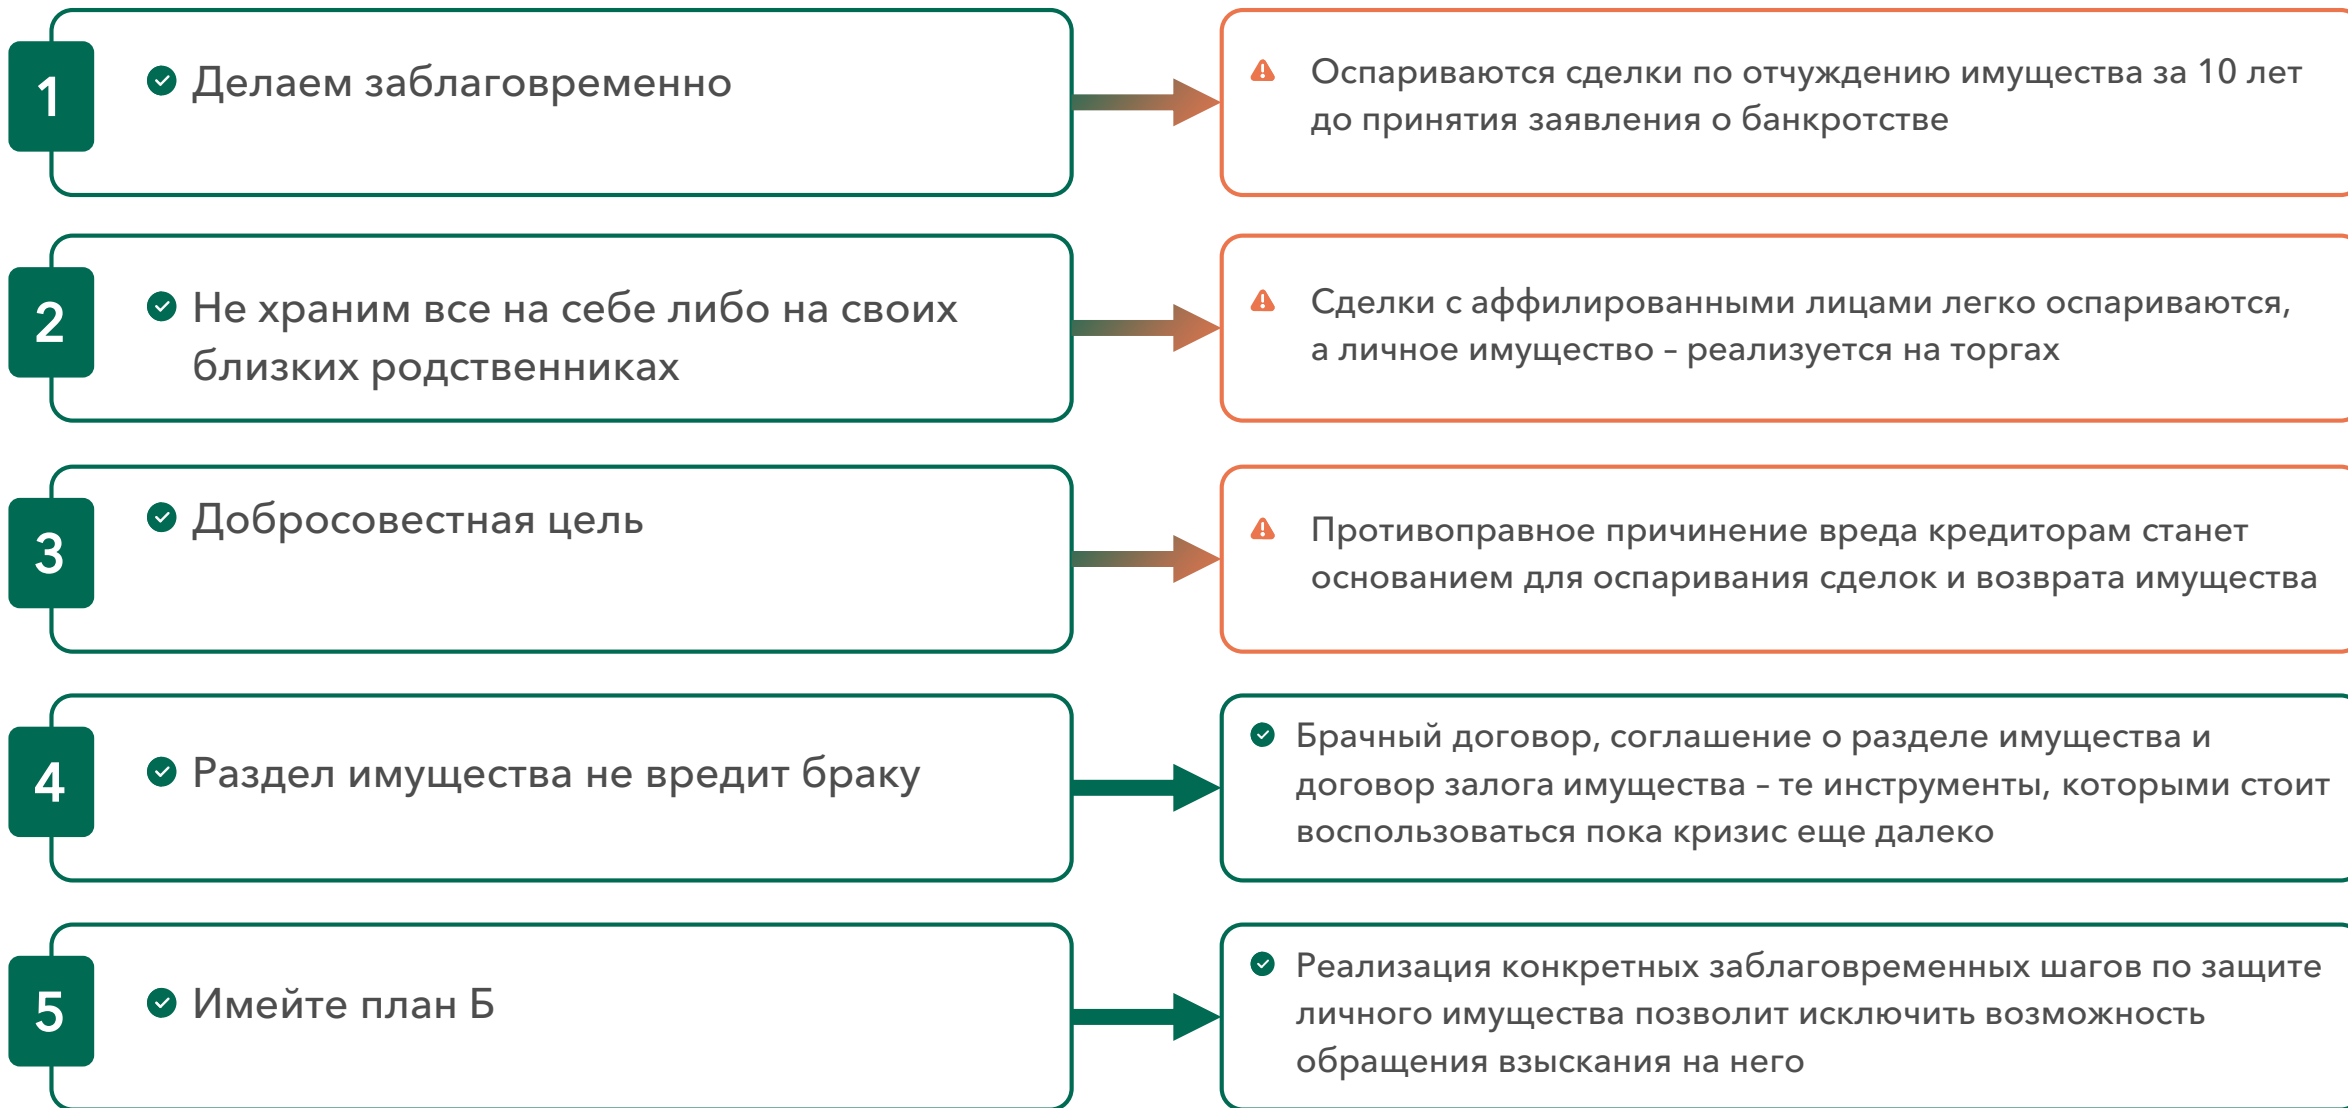 1
Делаем заблаговременно
Оспариваются сделки по отчуждению имущества за 10 лет
до принятия заявления о банкротстве
2
Не храним все на себе либо на своих
близких родственниках
Сделки с аффилированными лицами легко оспариваются,
а личное имущество – реализуется на торгах
3
Добросовестная цель
Противоправное причинение вреда кредиторам станет
основанием для оспаривания сделок и возврата имущества
4
Раздел имущества не вредит браку
Брачный договор, соглашение о разделе имущества и
договор залога имущества – те инструменты, которыми стоит
воспользоваться пока кризис еще далеко
5
Имейте план Б
Реализация конкретных заблаговременных шагов по защите
личного имущества позволит исключить возможность
обращения взыскания на него